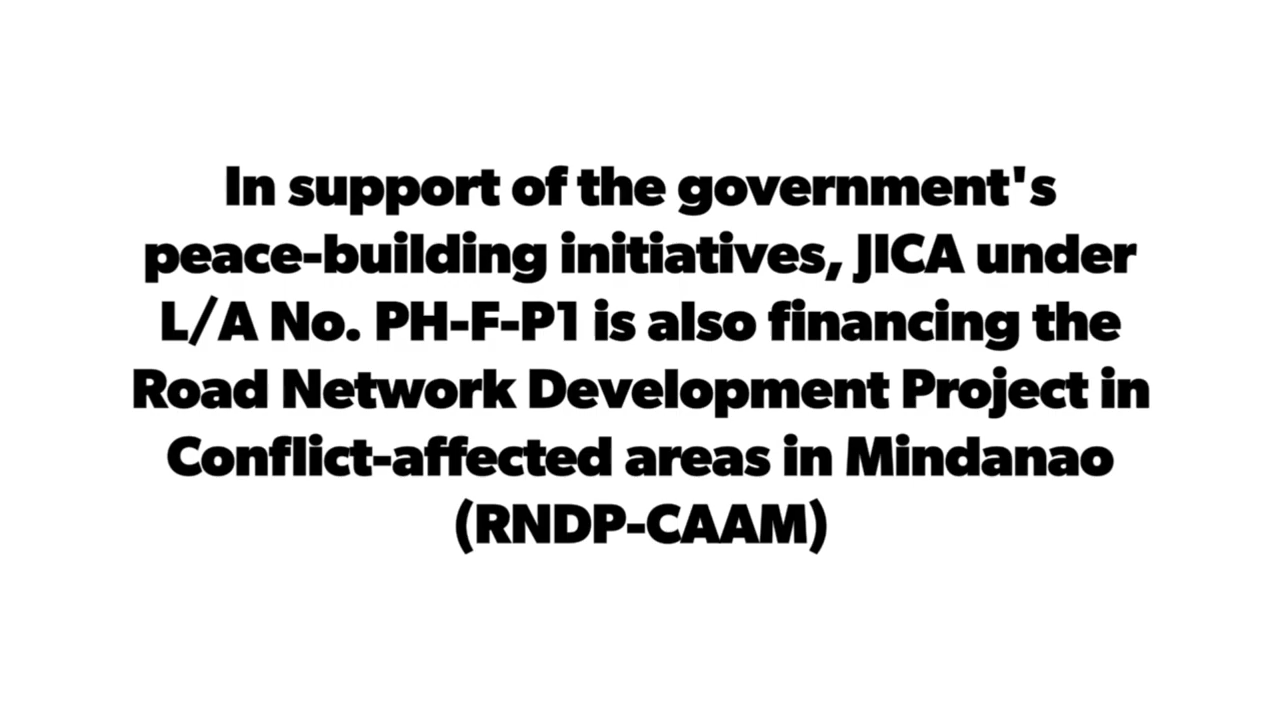 In support of the government's
peace-building initiatives, JICA under
L/A No. PH-F-P1 is also financing the
Road Network Development Project in
Conflict-affected areas in Mindanao
(RNDP-CAAM)